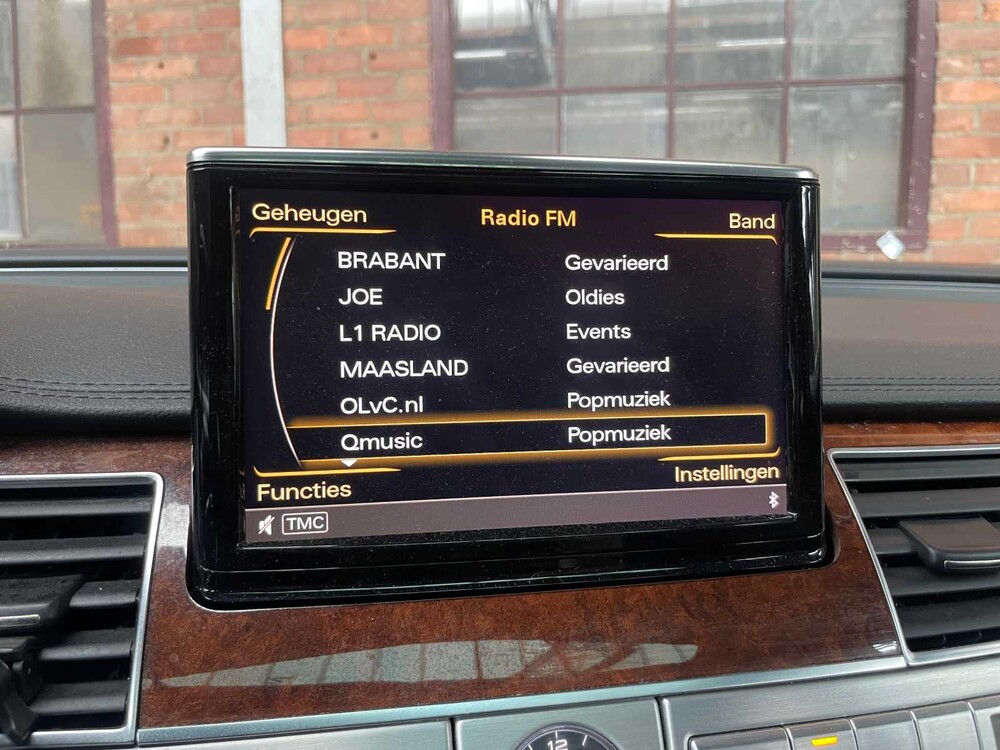 Geheugen Radio FM Band
BRABANT Gevarieerd
JOE Oldies
L1 RADIO Events
MAASLAND Gevarieerd
OLvC.nl Popmuziek
Qmusic Popmuziek
Functies Instellingen
TMC
12